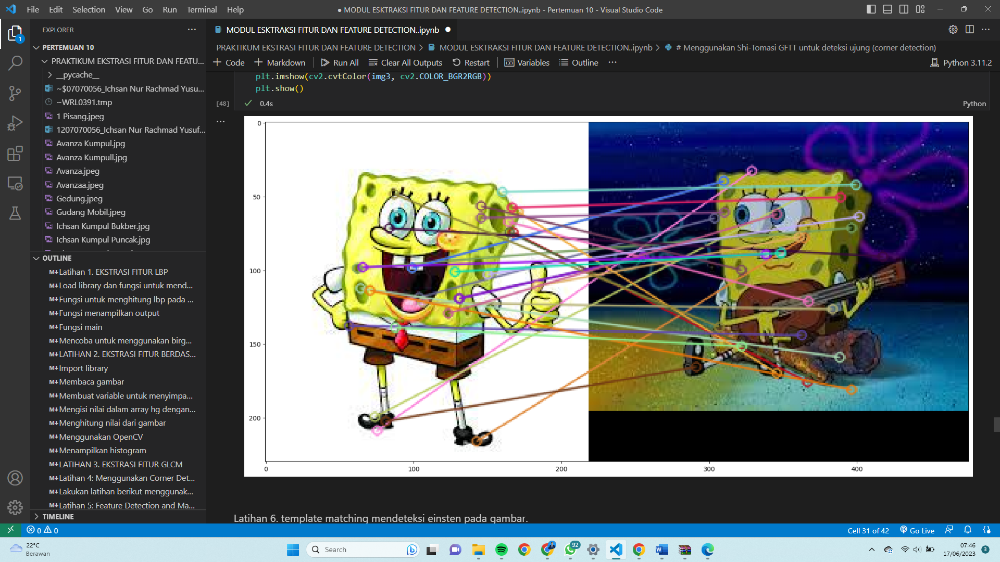 File Edit Selection View Go Run Terminal Help
● MODUL ESKTRAKSI FITUR DAN FEATURE DETECTION..ipynb - Pertemuan 10 - Visual Studio Code
EXPLORER
MODUL ESKTRAKSI FITUR DAN FEATURE DETECTION..ipynb
PERTEMUAN 10
PRAKTIKUM EKSTRASI FITUR DAN FEATU...
__pycache__
~$07070056_Ichsan Nur Rachmad Yusu...
~WRL0391.tmp
1 Pisang.jpeg
1207070056_Ichsan Nur Rachmad Yusuf...
Avanza Kumpul.jpg
Avanza Kumpull.jpg
Avanza.jpeg
Avanzaa.jpeg
Gedung.jpeg
Gudang Mobil.jpeg
Ichsan Kumpul Bukber.jpg
Ichsan Kumpul Puncak.jpg
OUTLINE
Latihan 1. EKSTRASI FITUR LBP
Load library dan fungsi untuk mend...
Fungsi untuk menghitung lbp pada ...
Fungsi menampilkan output
Fungsi main
Mencoba untuk menggunakan birg...
LATIHAN 2. EKSTRASI FITUR BERDAS...
Import library
Membaca gambar
Membuat variable untuk menyimpa...
Mengisi nilai dalam array hg dengan...
Menghitung nilai dari gambar
Menggunakan OpenCV
Menampilkan histogram
LATIHAN 3. EKSTRASI FITUR GLCM
Latihan 4: Menggunakan Corner Det...
Lakukan latihan berikut menggunak...
Latihan 5: Feature Detection and Ma...
TIMELINE
PRAKTIKUM EKSTRASI FITUR DAN FEATURE DETECTION > MODUL ESKTRAKSI FITUR DAN FEATURE DETECTION..ipynb > # Menggunakan Shi-Tomasi GFTT untuk deteksi ujung (corner detection)
+ Code + Markdown Run All Clear All Outputs Restart Variables Outline ... Python 3.11.2
plt.imshow(cv2.cvtColor(img3, cv2.COLOR_BGR2RGB))
plt.show()
[48] 0.4s Python
0
50
100
150
200
0 100 200 300 400
Latihan 6. template matching mendeteksi einsten pada gambar.
0 0 Cell 31 of 42 Go Live
22°C
Berawan
Search
92
07:46
17/06/2023
3
1